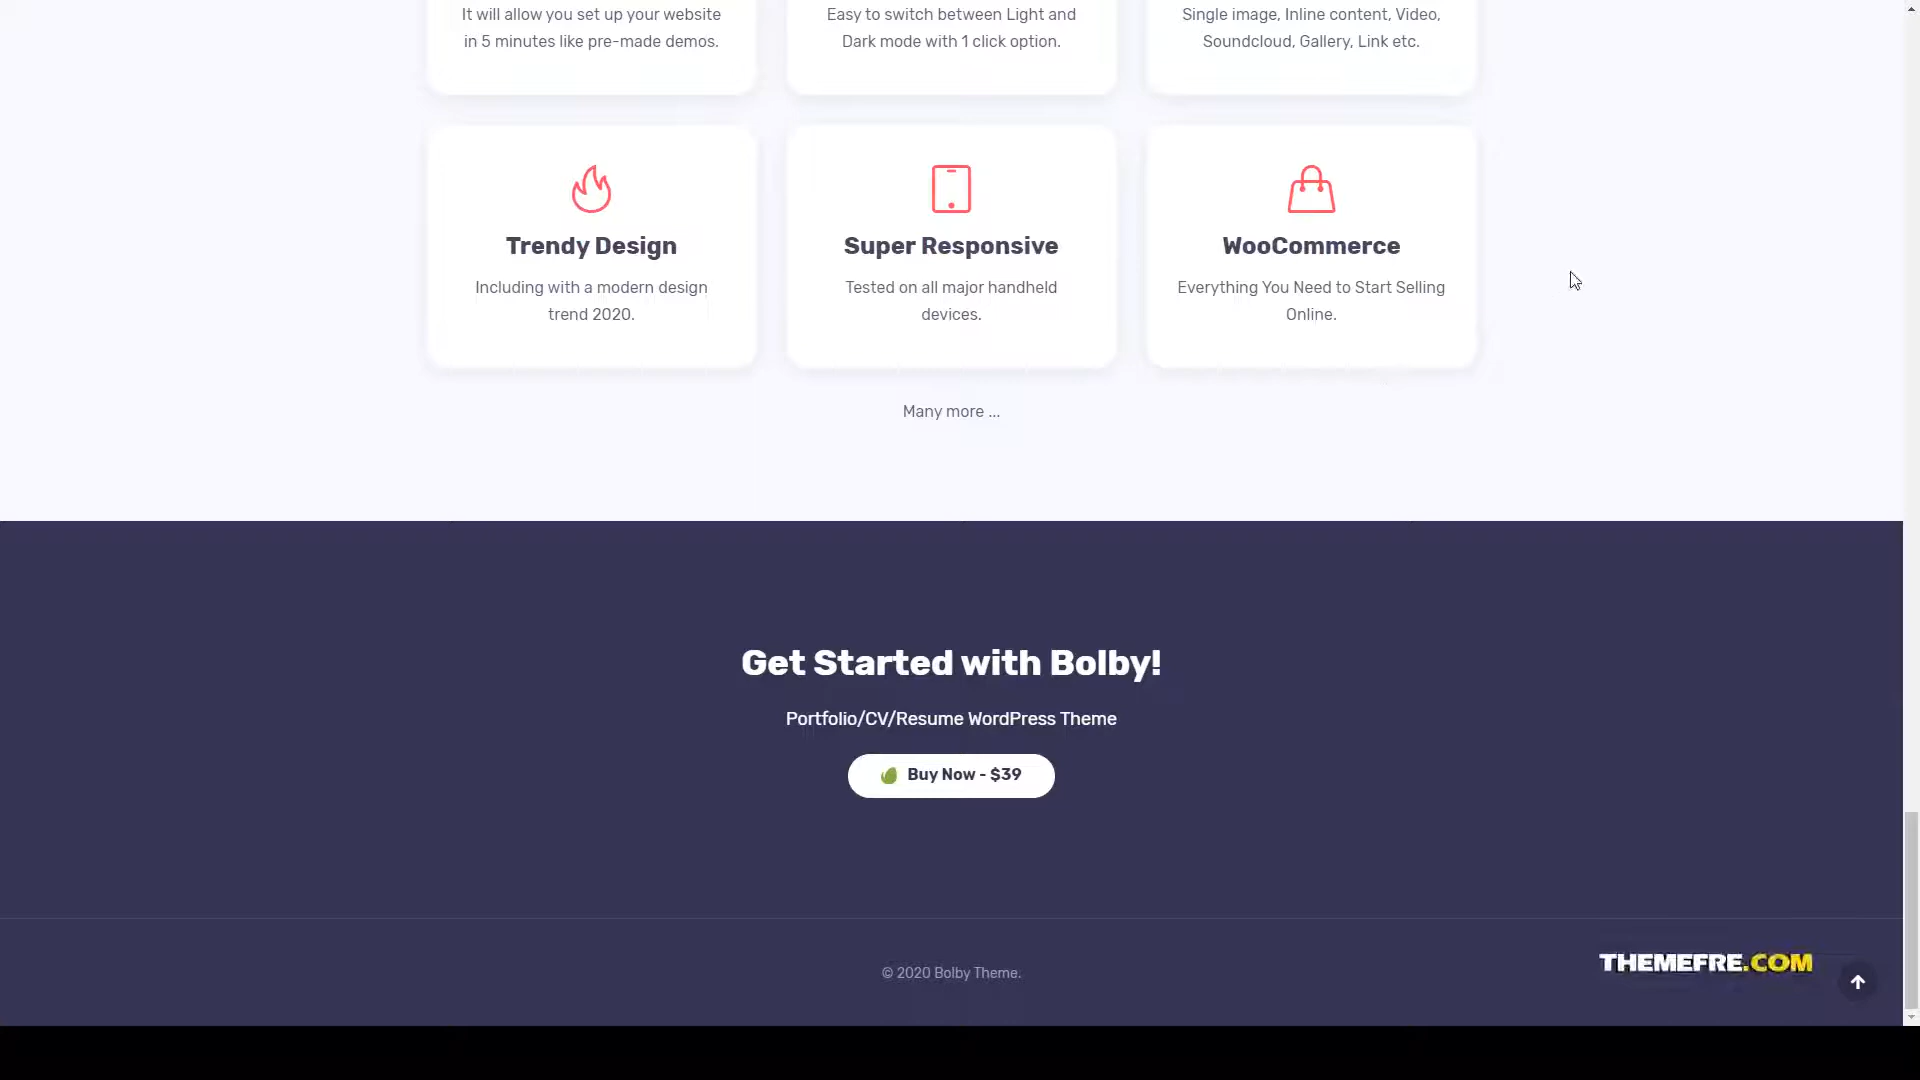 It will allow you set up your website
in 5 minutes like pre-made demos.
Easy to switch between Light and
Dark mode with 1 click option.
Single image, Inline content, Video,
Soundcloud, Gallery, Link etc.
Trendy Design
Including with a modern design
trend 2020.
Super Responsive
Tested on all major handheld
devices.
WooCommerce
Everything You Need to Start Selling
Online.
Many more ...
Get Started with Bolby!
Portfolio/CV/Resume WordPress Theme
Buy Now - $39
© 2020 Bolby Theme.
THEMEFRE.COM